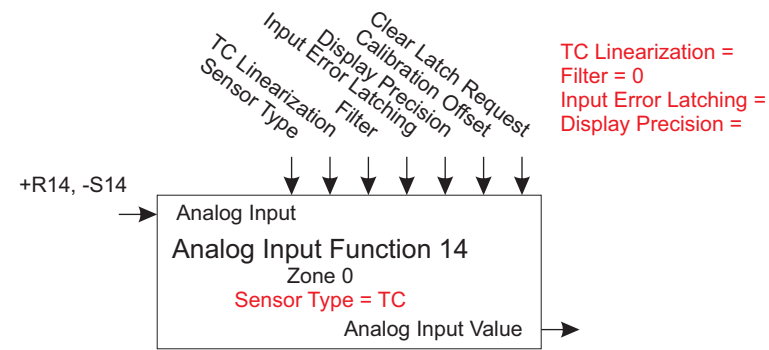 Clear Latch Request
Calibration Offset
Display Precision
Input Error Latching
Filter
TC Linearization
Sensor Type
TC Linearization =
Filter = 0
Input Error Latching =
Display Precision =
+R14, -S14
Analog Input
Analog Input Function 14
Zone 0
Sensor Type = TC
Analog Input Value